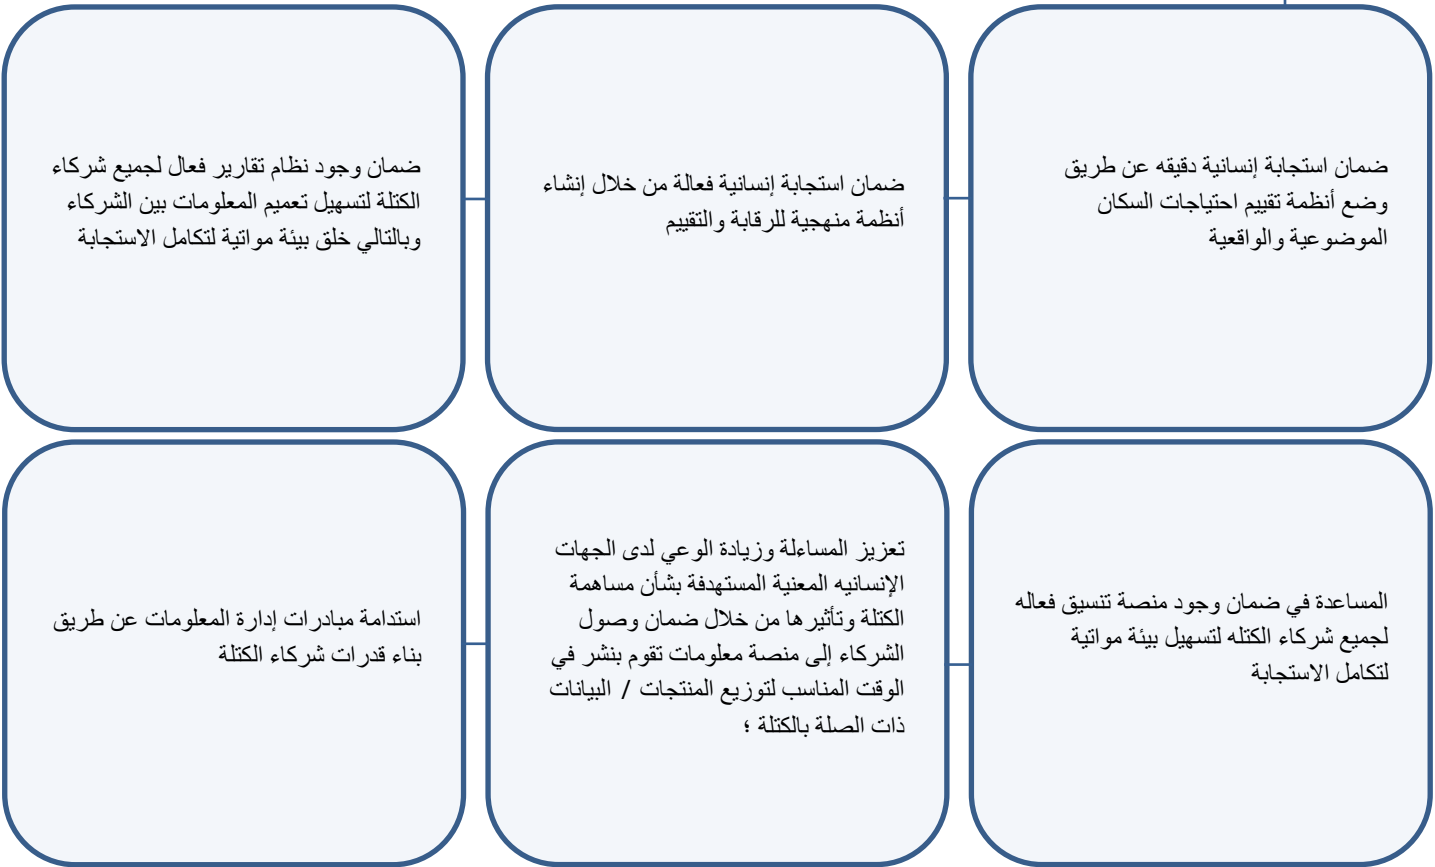 ضمان استجابة إنسانية دقيقه عن طريق
وضع أنظمة تقييم احتياجات السكان
الموضوعية والواقعية
ضمان استجابة إنسانية فعالة من خلال إنشاء
أنظمة منهجية للرقابة والتقييم
ضمان وجود نظام تقارير فعال لجميع شركاء
الكتلة لتسهيل تعميم المعلومات بين الشركاء
وبالتالي خلق بيئة مواتية لتكامل الاستجابة
المساعدة في ضمان وجود منصة تنسيق فعاله
لجميع شركاء الكتله لتسهيل بيئة مواتية
لتكامل الاستجابة
تعزيز المساءلة وزيادة الوعي لدى الجهات
الإنسانيه المعنية المستهدفة بشأن مساهمة
الكتلة وتأثيرها من خلال ضمان وصول
الشركاء إلى منصة معلومات تقوم بنشر في
الوقت المناسب لتوزيع المنتجات / البيانات
ذات الصلة بالكتلة ؛
استدامة مبادرات إدارة المعلومات عن طريق
بناء قدرات شركاء الكتلة